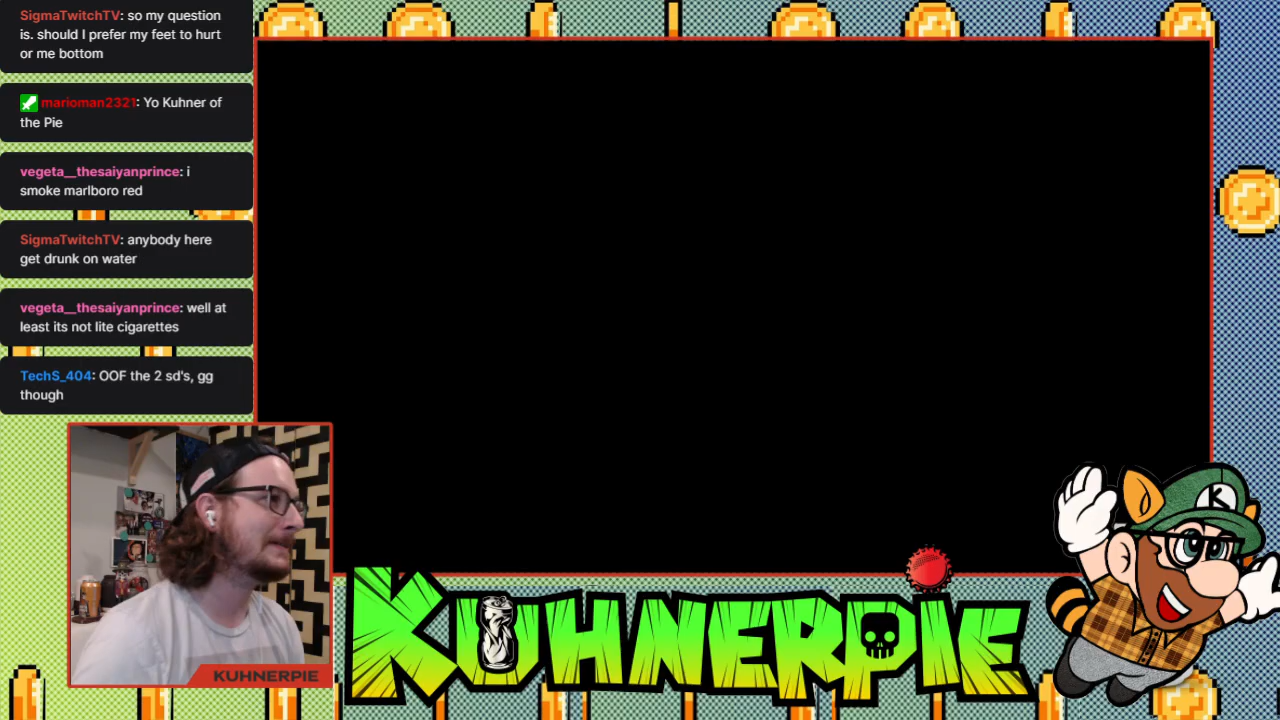 SigmaTwitchTV: so my question
is. should I prefer my feet to hurt
or me bottom
marioman2321: Yo Kuhner of
the Pie
vegeta__thesaiyanprince: i
smoke marlboro red
SigmaTwitchTV: anybody here
get drunk on water
vegeta__thesaiyanprince: well at
least its not lite cigarettes
TechS_404: OOF the 2 sd's, gg
though
KUHNERPIE
KUHNERPIE
K